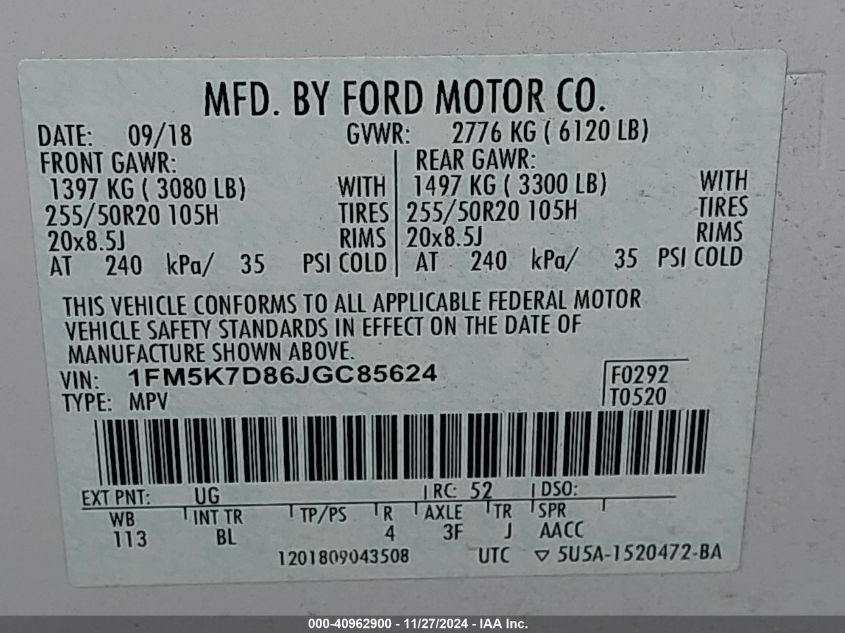 MFD. BY FORD MOTOR CO.
DATE: 09/18 GVWR: 2776 KG ( 6120 LB)
FRONT GAWR: REAR GAWR:
1397 KG ( 3080 LB) WITH 1497 KG ( 3300 LB) WITH
255/50R20 105H TIRES 255/50R20 105H TIRES
20x8.5J RIMS 20x8.5J RIMS
AT 240 kPa/ 35 PSI COLD AT 240 kPa/ 35 PSI COLD
THIS VEHICLE CONFORMS TO ALL APPLICABLE FEDERAL MOTOR
VEHICLE SAFETY STANDARDS IN EFFECT ON THE DATE OF
MANUFACTURE SHOWN ABOVE.
VIN: 1FM5K7D86JGC85624 F0292
TYPE: MPV T0520
EXT PNT: UG RC: 52 DSO:
WB INT TR TP/PS R AXLE TR SPR
113 BL 4 3F J AACC
1201809043508 UTC ▽ 5U5A-1520472-BA
000-40962900 - 11/27/2024 - IAA Inc.